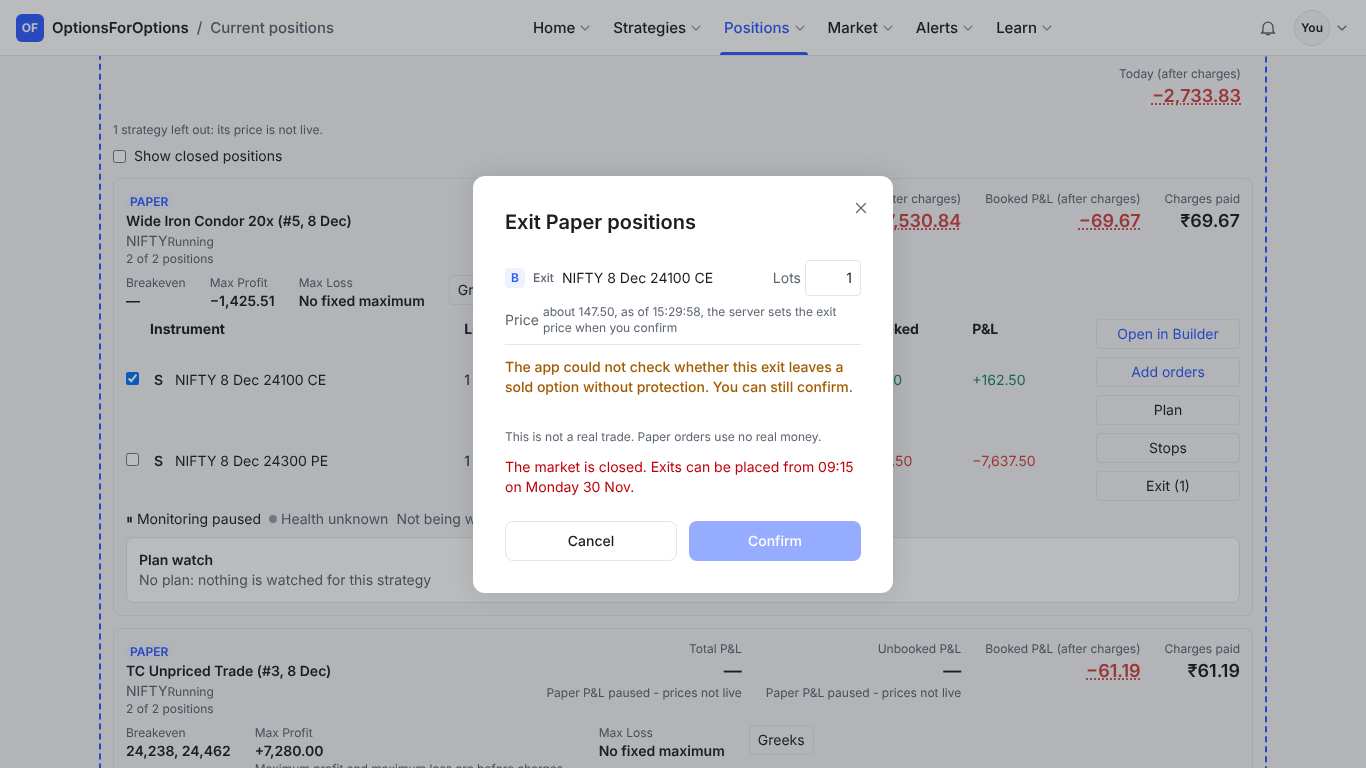 OF OptionsForOptions / Current positions Home Strategies Positions Market Alerts Learn You
Today (after charges)
−2,733.83
1 strategy left out: its price is not live.
Show closed positions
PAPER
Wide Iron Condor 20x (#5, 8 Dec)
NIFTY Running
2 of 2 positions
Booked P&L (after charges) Charges paid
,530.84 −69.67 ₹69.67
Breakeven Max Profit Max Loss
— −1,425.51 No fixed maximum
Instrument P&L
S NIFTY 8 Dec 24100 CE 1 +162.50
S NIFTY 8 Dec 24300 PE 1 −7,637.50
Open in Builder
Add orders
Plan
Stops
Exit (1)
Monitoring paused Health unknown Not being
Plan watch
No plan: nothing is watched for this strategy
Exit Paper positions
B Exit NIFTY 8 Dec 24100 CE Lots 1
Price about 147.50, as of 15:29:58, the server sets the exit
price when you confirm
The app could not check whether this exit leaves a
sold option without protection. You can still confirm.
This is not a real trade. Paper orders use no real money.
The market is closed. Exits can be placed from 09:15
on Monday 30 Nov.
Cancel Confirm
PAPER
TC Unpriced Trade (#3, 8 Dec)
NIFTY Running
2 of 2 positions
Total P&L Unbooked P&L Booked P&L (after charges) Charges paid
— — −61.19 ₹61.19
Paper P&L paused - prices not live Paper P&L paused - prices not live
Breakeven Max Profit Max Loss
24,238, 24,462 +7,280.00 No fixed maximum Greeks
Maximum profit and maximum loss are before charges